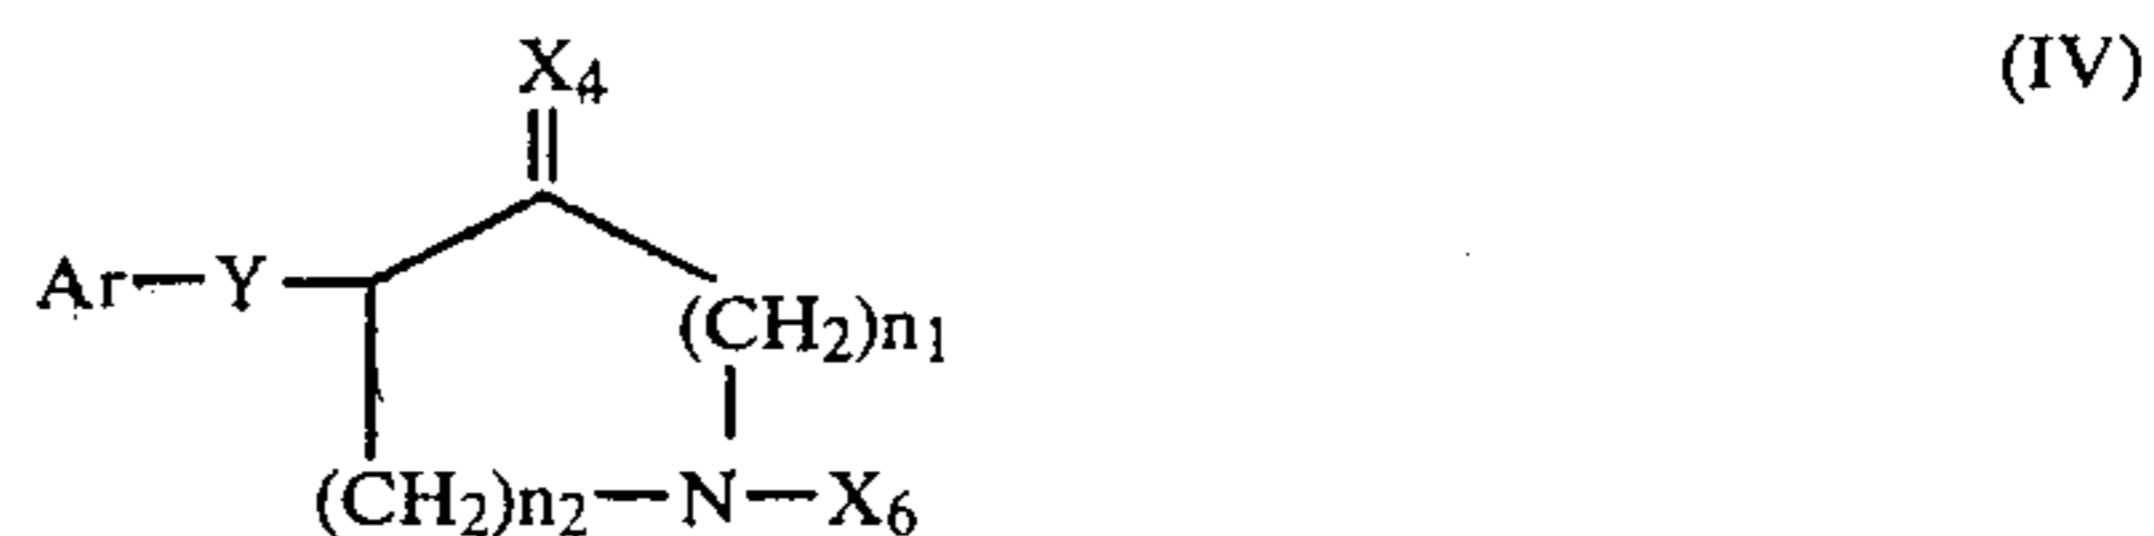 X4 (IV)
Ar—Y
(CH2)n1
(CH2)n2—N—X6